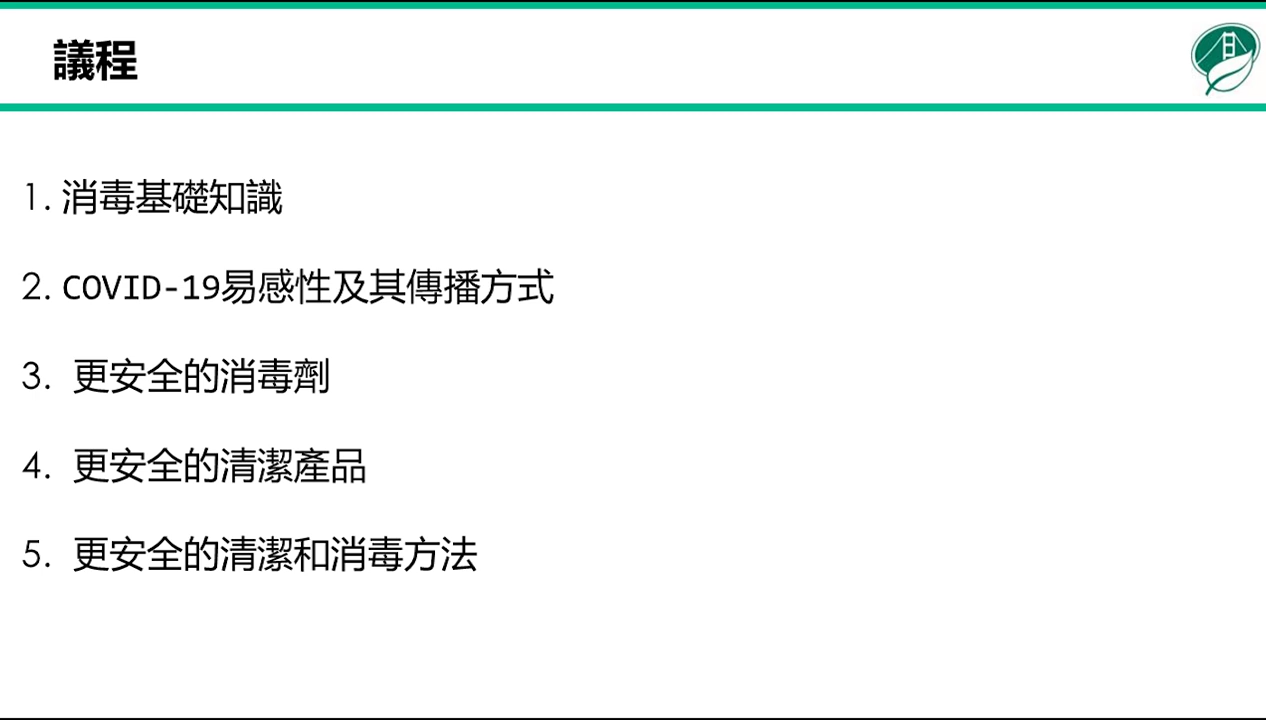 議程
1. 消毒基礎知識
2. COVID-19易感性及其傳播方式
3. 更安全的消毒劑
4. 更安全的清潔產品
5. 更安全的清潔和消毒方法